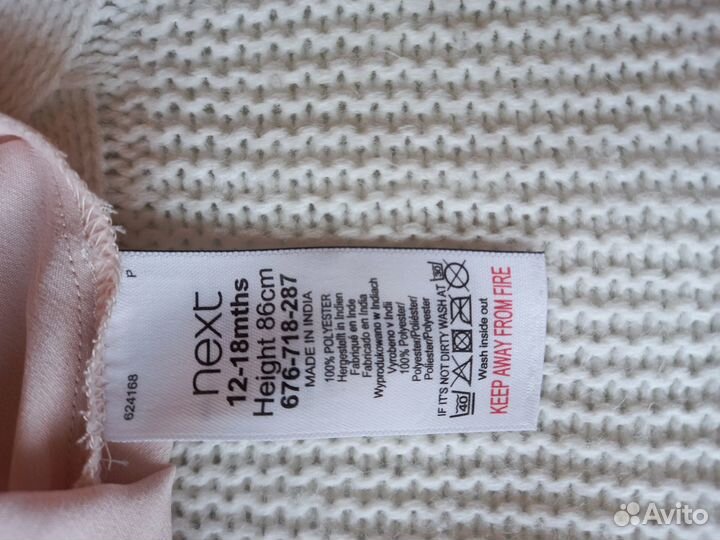 P
624168
next
12-18mths
Height 86cm
676-718-287
MADE IN INDIA
100% POLYESTER
Hergestellt in Indien
Fabriqué en Inde
Fabricado en India
Wyprodukowano w Indiach
Vyrobeno v Indii
100% Polyester/
Polyester/Poliéster/
Poliester/Polyester
IF IT'S NOT DIRTY WASH AT 30
40
Wash inside out
KEEP AWAY FROM FIRE
Avito